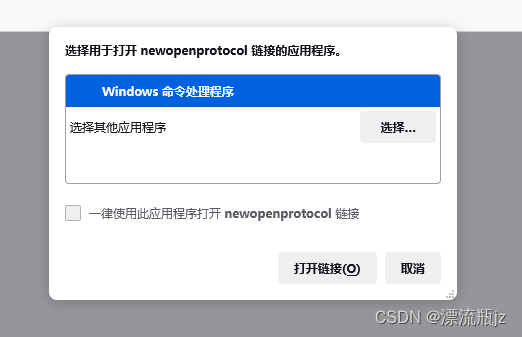 选择用于打开 newopenprotocol 链接的应用程序。
Windows 命令处理程序
选择其他应用程序
选择...
一律使用此应用程序打开 newopenprotocol 链接
打开链接(O)
取消
CSDN @漂流瓶jz